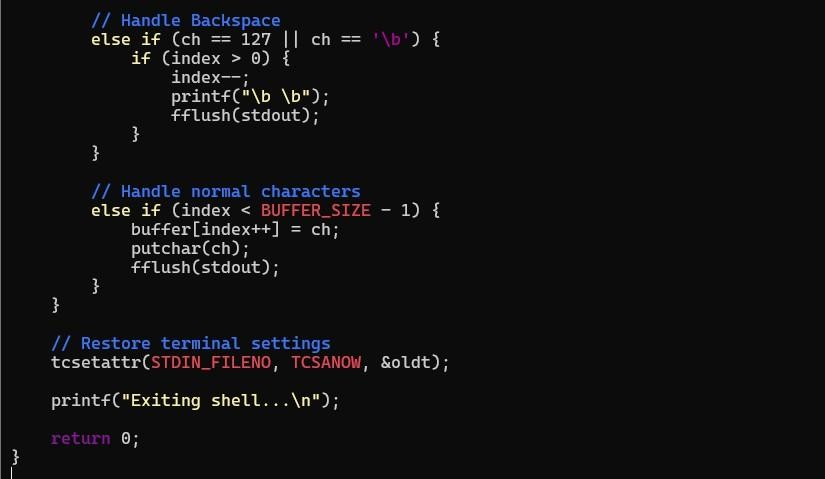 // Handle Backspace
else if (ch == 127 || ch == '\b') {
if (index > 0) {
index--;
printf("\b \b");
fflush(stdout);
}
}
// Handle normal characters
else if (index < BUFFER_SIZE - 1) {
buffer[index++] = ch;
putchar(ch);
fflush(stdout);
}
}
// Restore terminal settings
tcsetattr(STDIN_FILENO, TCSANOW, &oldt);
printf("Exiting shell...\n");
return 0;
}